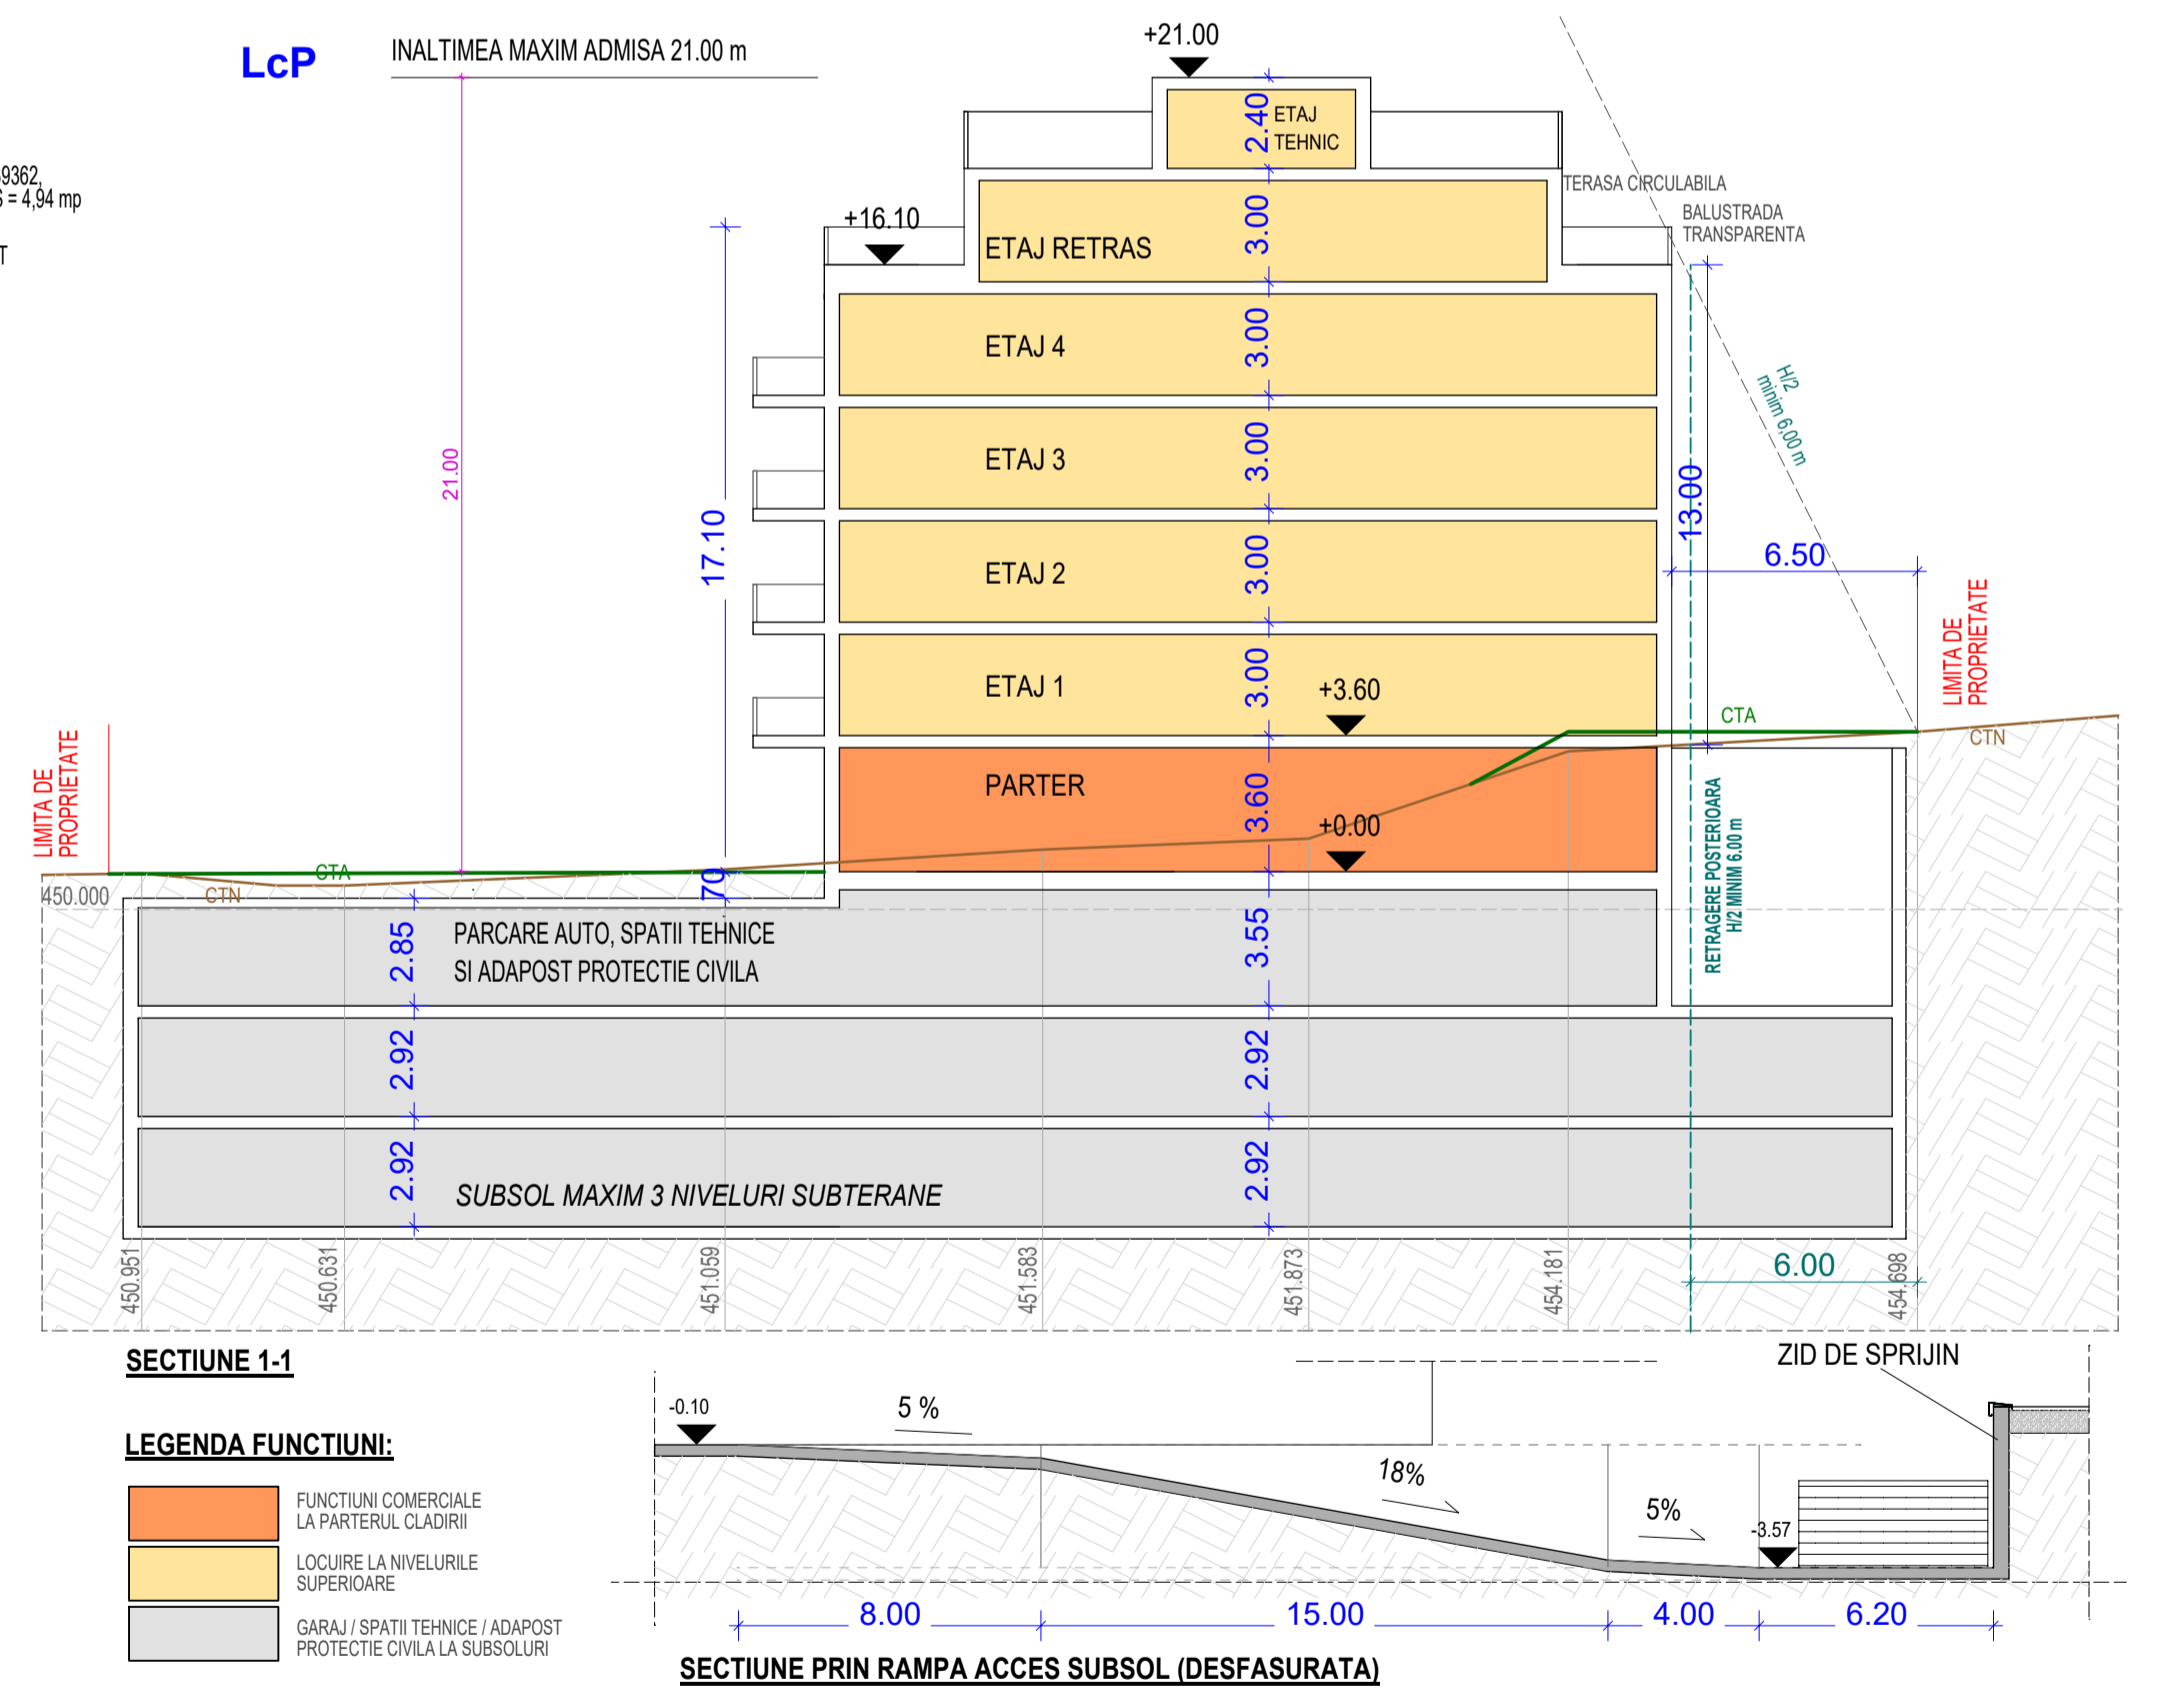 LcP
INALTIMEA MAXIM ADMISA 21.00 m
+21.00
9362,
= 4,94 mp
T
2.40
ETAJ
TEHNIC
TERASA CIRCULABILA
BALUSTRADA
TRANSPARENTA
+16.10
ETAJ RETRAS
3.00
ETAJ 4
3.00
H/2
minim 6,00 m
21.00
ETAJ 3
3.00
13.00
17.10
ETAJ 2
3.00
6.50
LIMITA DE
PROPRIETATE
ETAJ 1
3.00
+3.60
CTA
CTN
LIMITA DE
PROPRIETATE
PARTER
3.60
+0.00
RETRAGERE POSTERIOARA
H/2 MINIM 6.00 m
CTA
CTN
70
450.000
2.85
PARCARE AUTO, SPATII TEHNICE
SI ADAPOST PROTECTIE CIVILA
3.55
2.92
2.92
2.92
SUBSOL MAXIM 3 NIVELURI SUBTERANE
2.92
450.951
450.631
451.059
451.583
451.873
454.181
6.00
454.698
SECTIUNE 1-1
ZID DE SPRIJIN
-0.10
5 %
18%
5%
-3.57
LEGENDA FUNCTIUNI:
FUNCTIUNI COMERCIALE
LA PARTERUL CLADIRII
LOCUIRE LA NIVELURILE
SUPERIOARE
GARAJ / SPATII TEHNICE / ADAPOST
PROTECTIE CIVILA LA SUBSOLURI
8.00
15.00
4.00
6.20
SECTIUNE PRIN RAMPA ACCES SUBSOL (DESFASURATA)